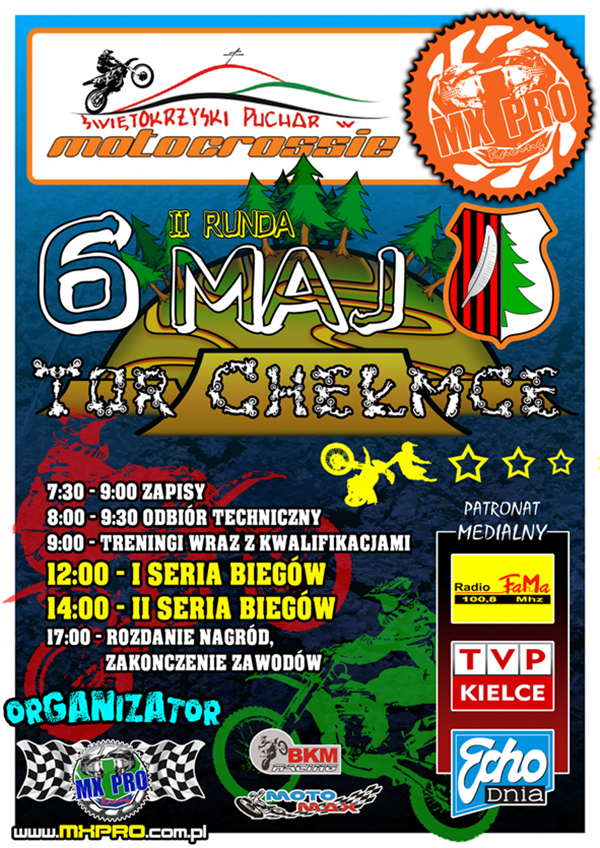 ŚWIĘTOKRZYSKI PUCHAR W
motocrossie
MX PRO
Racing
II RUNDA
6 MAJ
TOR CHEŁMCE
7:30 - 9:00 ZAPISY
8:00 - 9:30 ODBIÓR TECHNICZNY
9:00 - TRENINGI WRAZ Z KWALIFIKACJAMI
12:00 - I SERIA BIEGÓW
14:00 - II SERIA BIEGÓW
17:00 - ROZDANIE NAGRÓD,
ZAKONCZENIE ZAWODÓW
PATRONAT
MEDIALNY
Radio FaMa
100,8 Mhz
TVP
KIELCE
Echo
DNIA
ORGANIZATOR
MX PRO
Racing
BKM
RACING
MOTO
MAX
www.MXPRO.com.pl